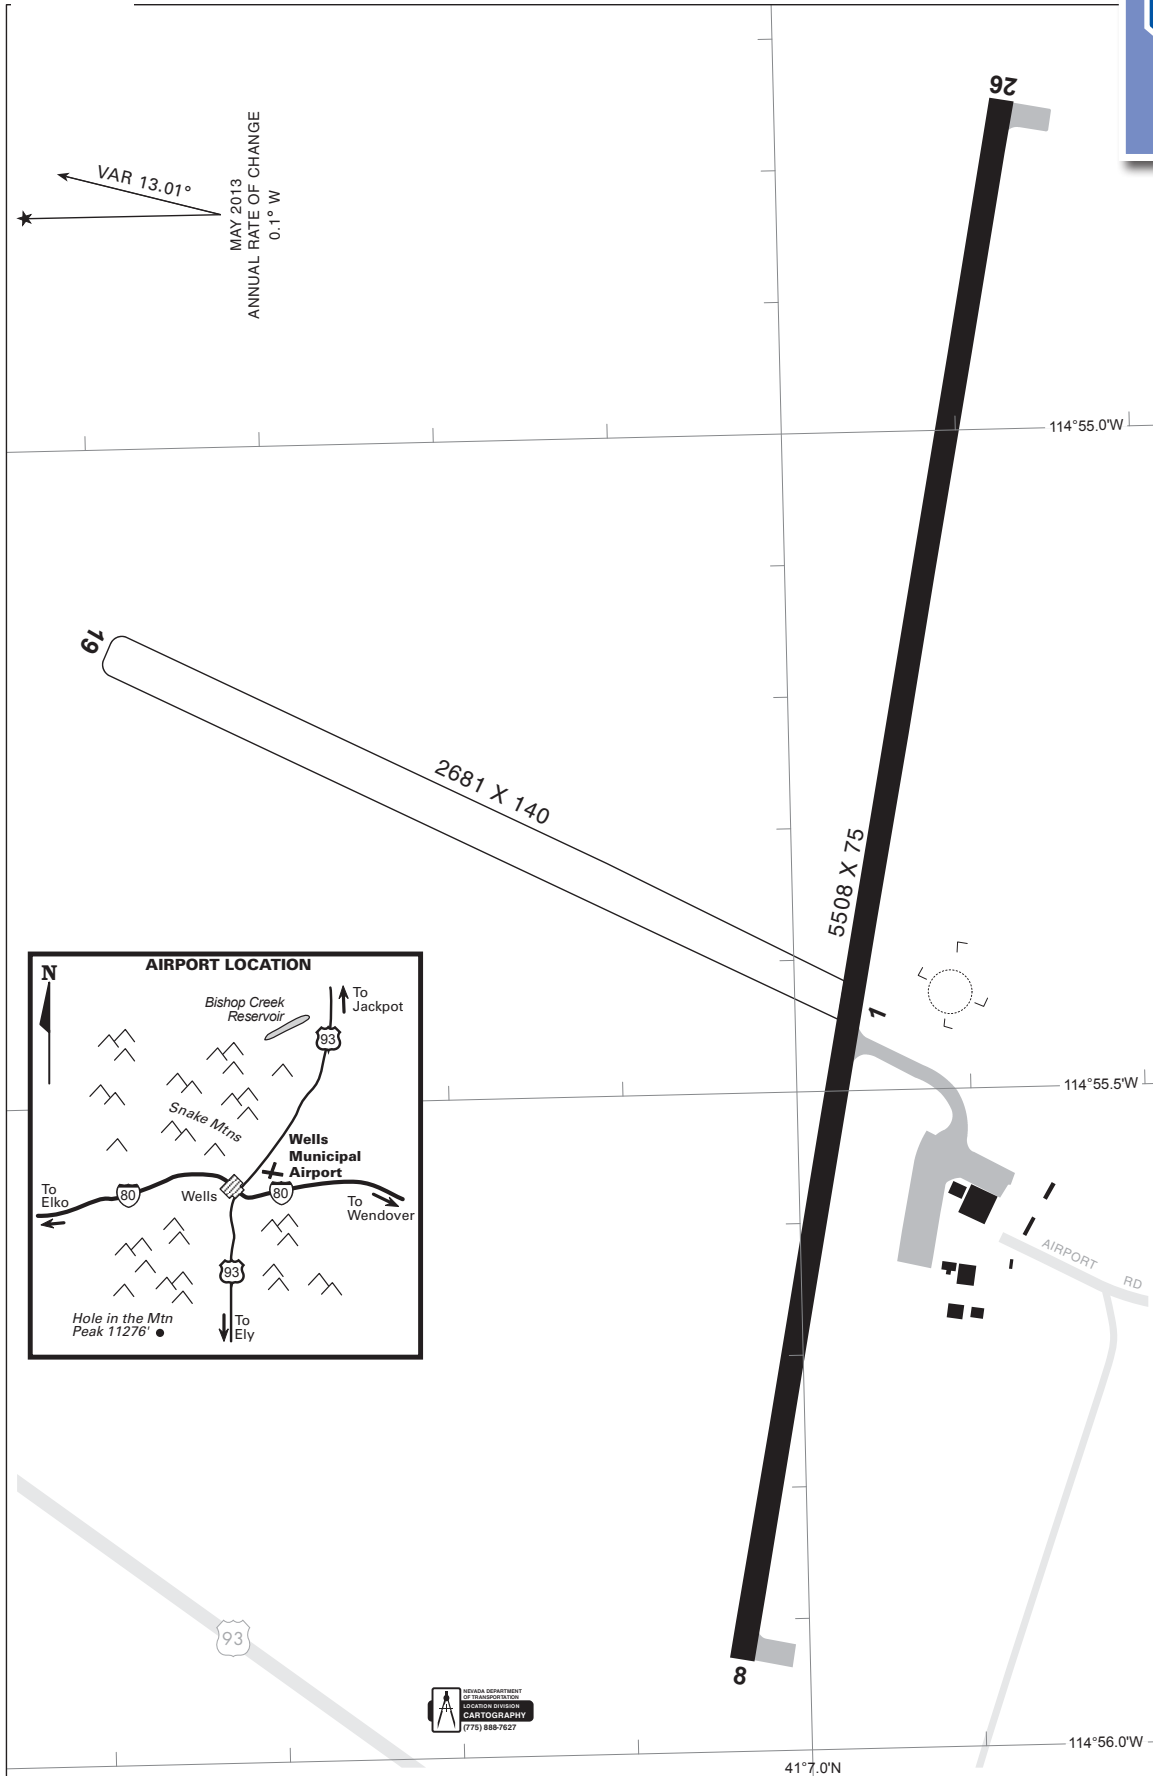 26
VAR 13.01°
MAY 2013
ANNUAL RATE OF CHANGE
0.1° W
114°55.0'W
19
2681 X 140
5508 X 75
1
114°55.5'W
AIRPORT LOCATION
N
Bishop Creek
Reservoir
To
Jackpot
93
Snake Mtns
Wells
Municipal
Airport
To
Elko
80
Wells
80
To
Wendover
93
Hole in the Mtn
Peak 11276'
To
Ely
AIRPORT RD
93
8
NEVADA DEPARTMENT
OF TRANSPORTATION
LOCATION DIVISION
CARTOGRAPHY
(775) 888-7627
114°56.0'W
41°7.0'N